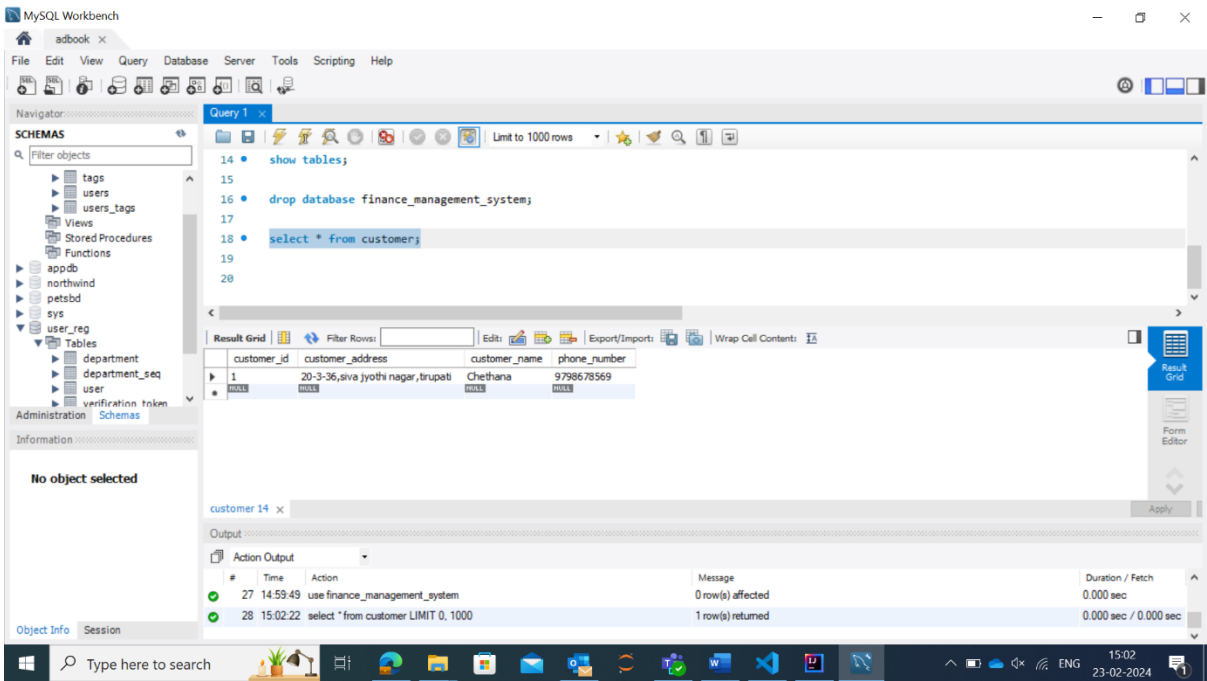 MySQL Workbench
adbook ×
File Edit View Query Database Server Tools Scripting Help
Navigator
Query 1 ×
SCHEMAS
Filter objects
tags
users
users_tags
Views
Stored Procedures
Functions
appdb
northwind
petsbd
sys
user_reg
Tables
department
department_seq
user
verification_token
Administration Schemas
Information
No object selected
Object Info Session
Limit to 1000 rows
14 show tables;
15
16 drop database finance_management_system;
17
18 select * from customer;
19
20
Result Grid Filter Rows: Edit: Export/Import: Wrap Cell Content:
customer_id customer_address customer_name phone_number
1 20-3-36,siva jyothi nagar,tirupati Chethana 9798678569
NULL NULL NULL NULL
Result Grid
Form Editor
customer 14 ×
Apply
Output
Action Output
# Time Action Message Duration / Fetch
27 14:59:49 use finance_management_system 0 row(s) affected 0.000 sec
28 15:02:22 select * from customer LIMIT 0, 1000 1 row(s) returned 0.000 sec / 0.000 sec
Type here to search
ENG
15:02
23-02-2024